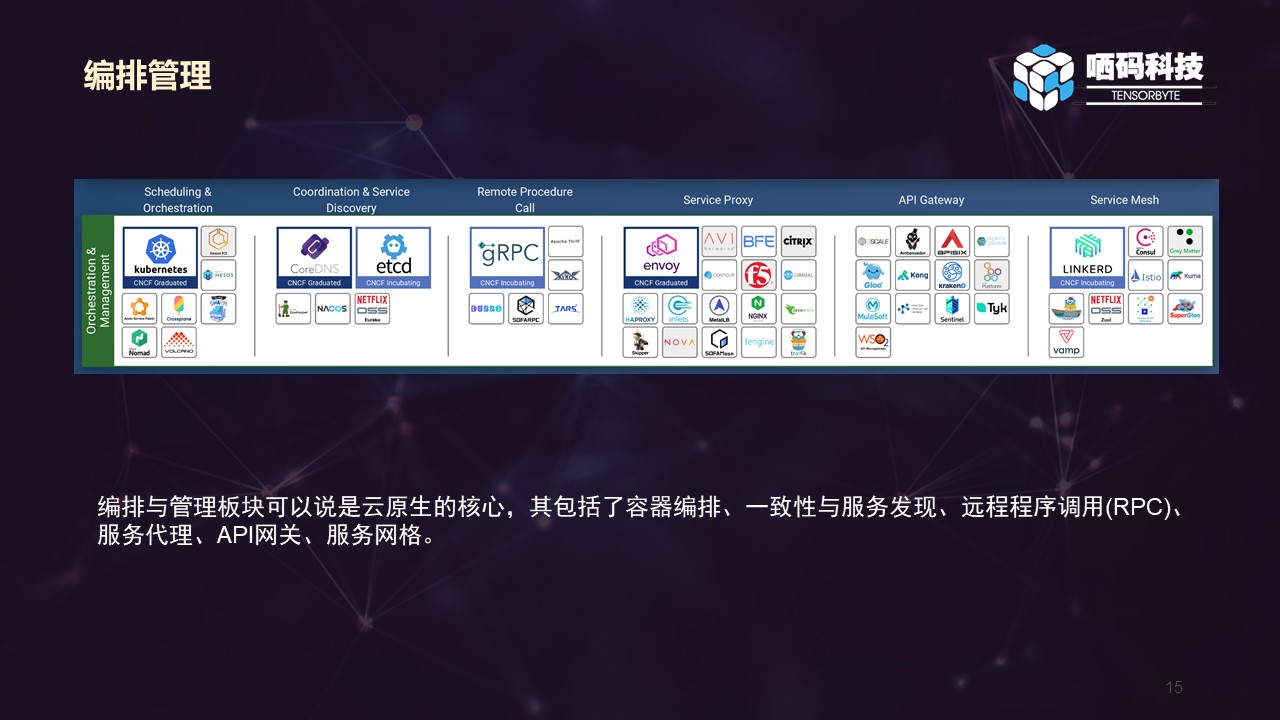 编排管理
哂码科技
TENSORBYTE
Scheduling &
Orchestration
Coordination & Service
Discovery
Remote Procedure
Call
Service Proxy
API Gateway
Service Mesh
Orchestration &
Management
kubernetes
CNCF Graduated
Amazon ECS
MESOS
Azure Service Fabric
Crossplane
Nomad
VOLCANO
CoreDNS
CNCF Graduated
etcd
CNCF Incubating
Zookeeper
NACOS
NETFLIX
OSS
Eureka
gRPC
CNCF Incubating
Apache Thrift
DUBBO
SOFARPC
TARS
envoy
CNCF Graduated
AVI
Networks
BFE
CITRIX
CONTOUR
f5
GIMBAL
HAPROXY
inlets
MetalLB
NGINX
Skipper
NOVA
SOFAMosn
Tengine
træfik
3SCALE
Ambassador
APISIX
Gloo
Kong
KrakenD
Platform
MuleSoft
Sentinel
Tyk
WSO2
API Microgateway
LINKERD
CNCF Incubating
Consul
Grey Matter
Istio
Kuma
NETFLIX
OSS
Zuul
SuperGloo
vamp
编排与管理板块可以说是云原生的核心，其包括了容器编排、一致性与服务发现、远程程序调用(RPC)、
服务代理、API网关、服务网格。
15